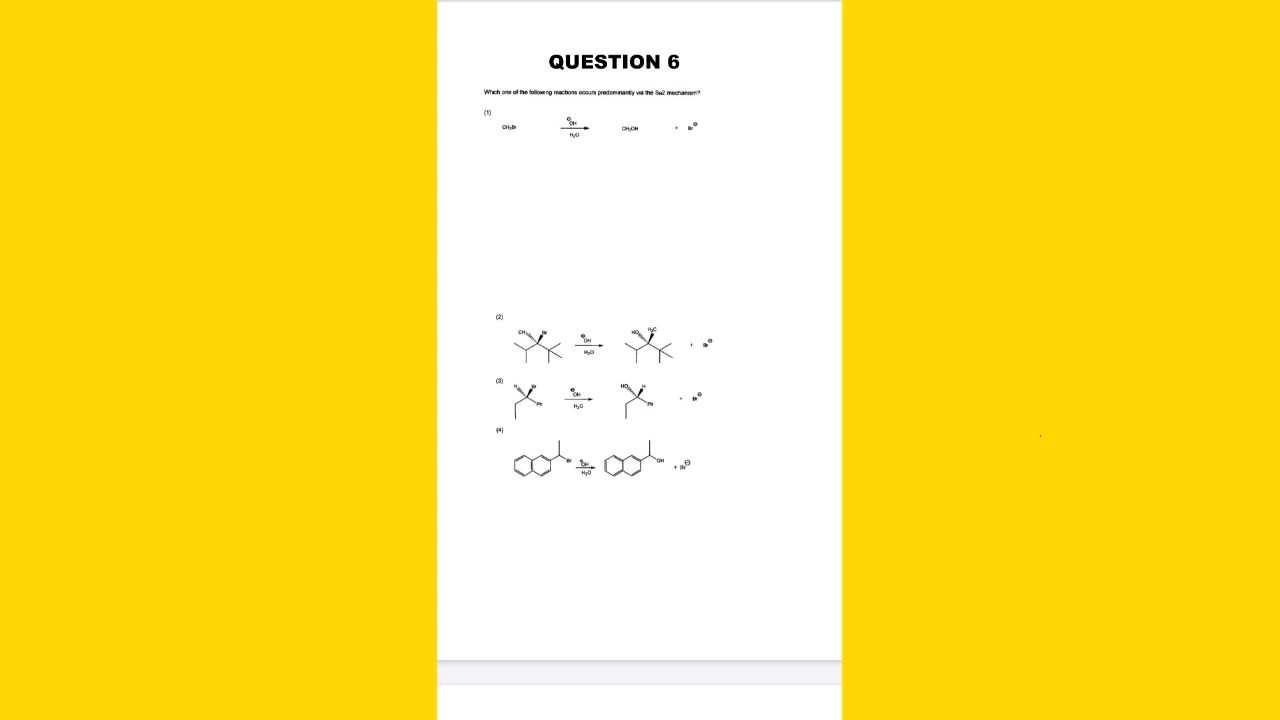 QUESTION 6
Which one of the following reactions occurs predominantly via the SN2 mechanism?
(1)
CH₃Br ⊖OH H₂O CH₃OH + Br⊖
(2)
CH₃ Br ⊖OH H₂O HO H₃C + Br⊖
(3)
H Br Ph ⊖OH H₂O HO H Ph + Br⊖
(4)
Br ⊖OH H₂O OH + Br⊖